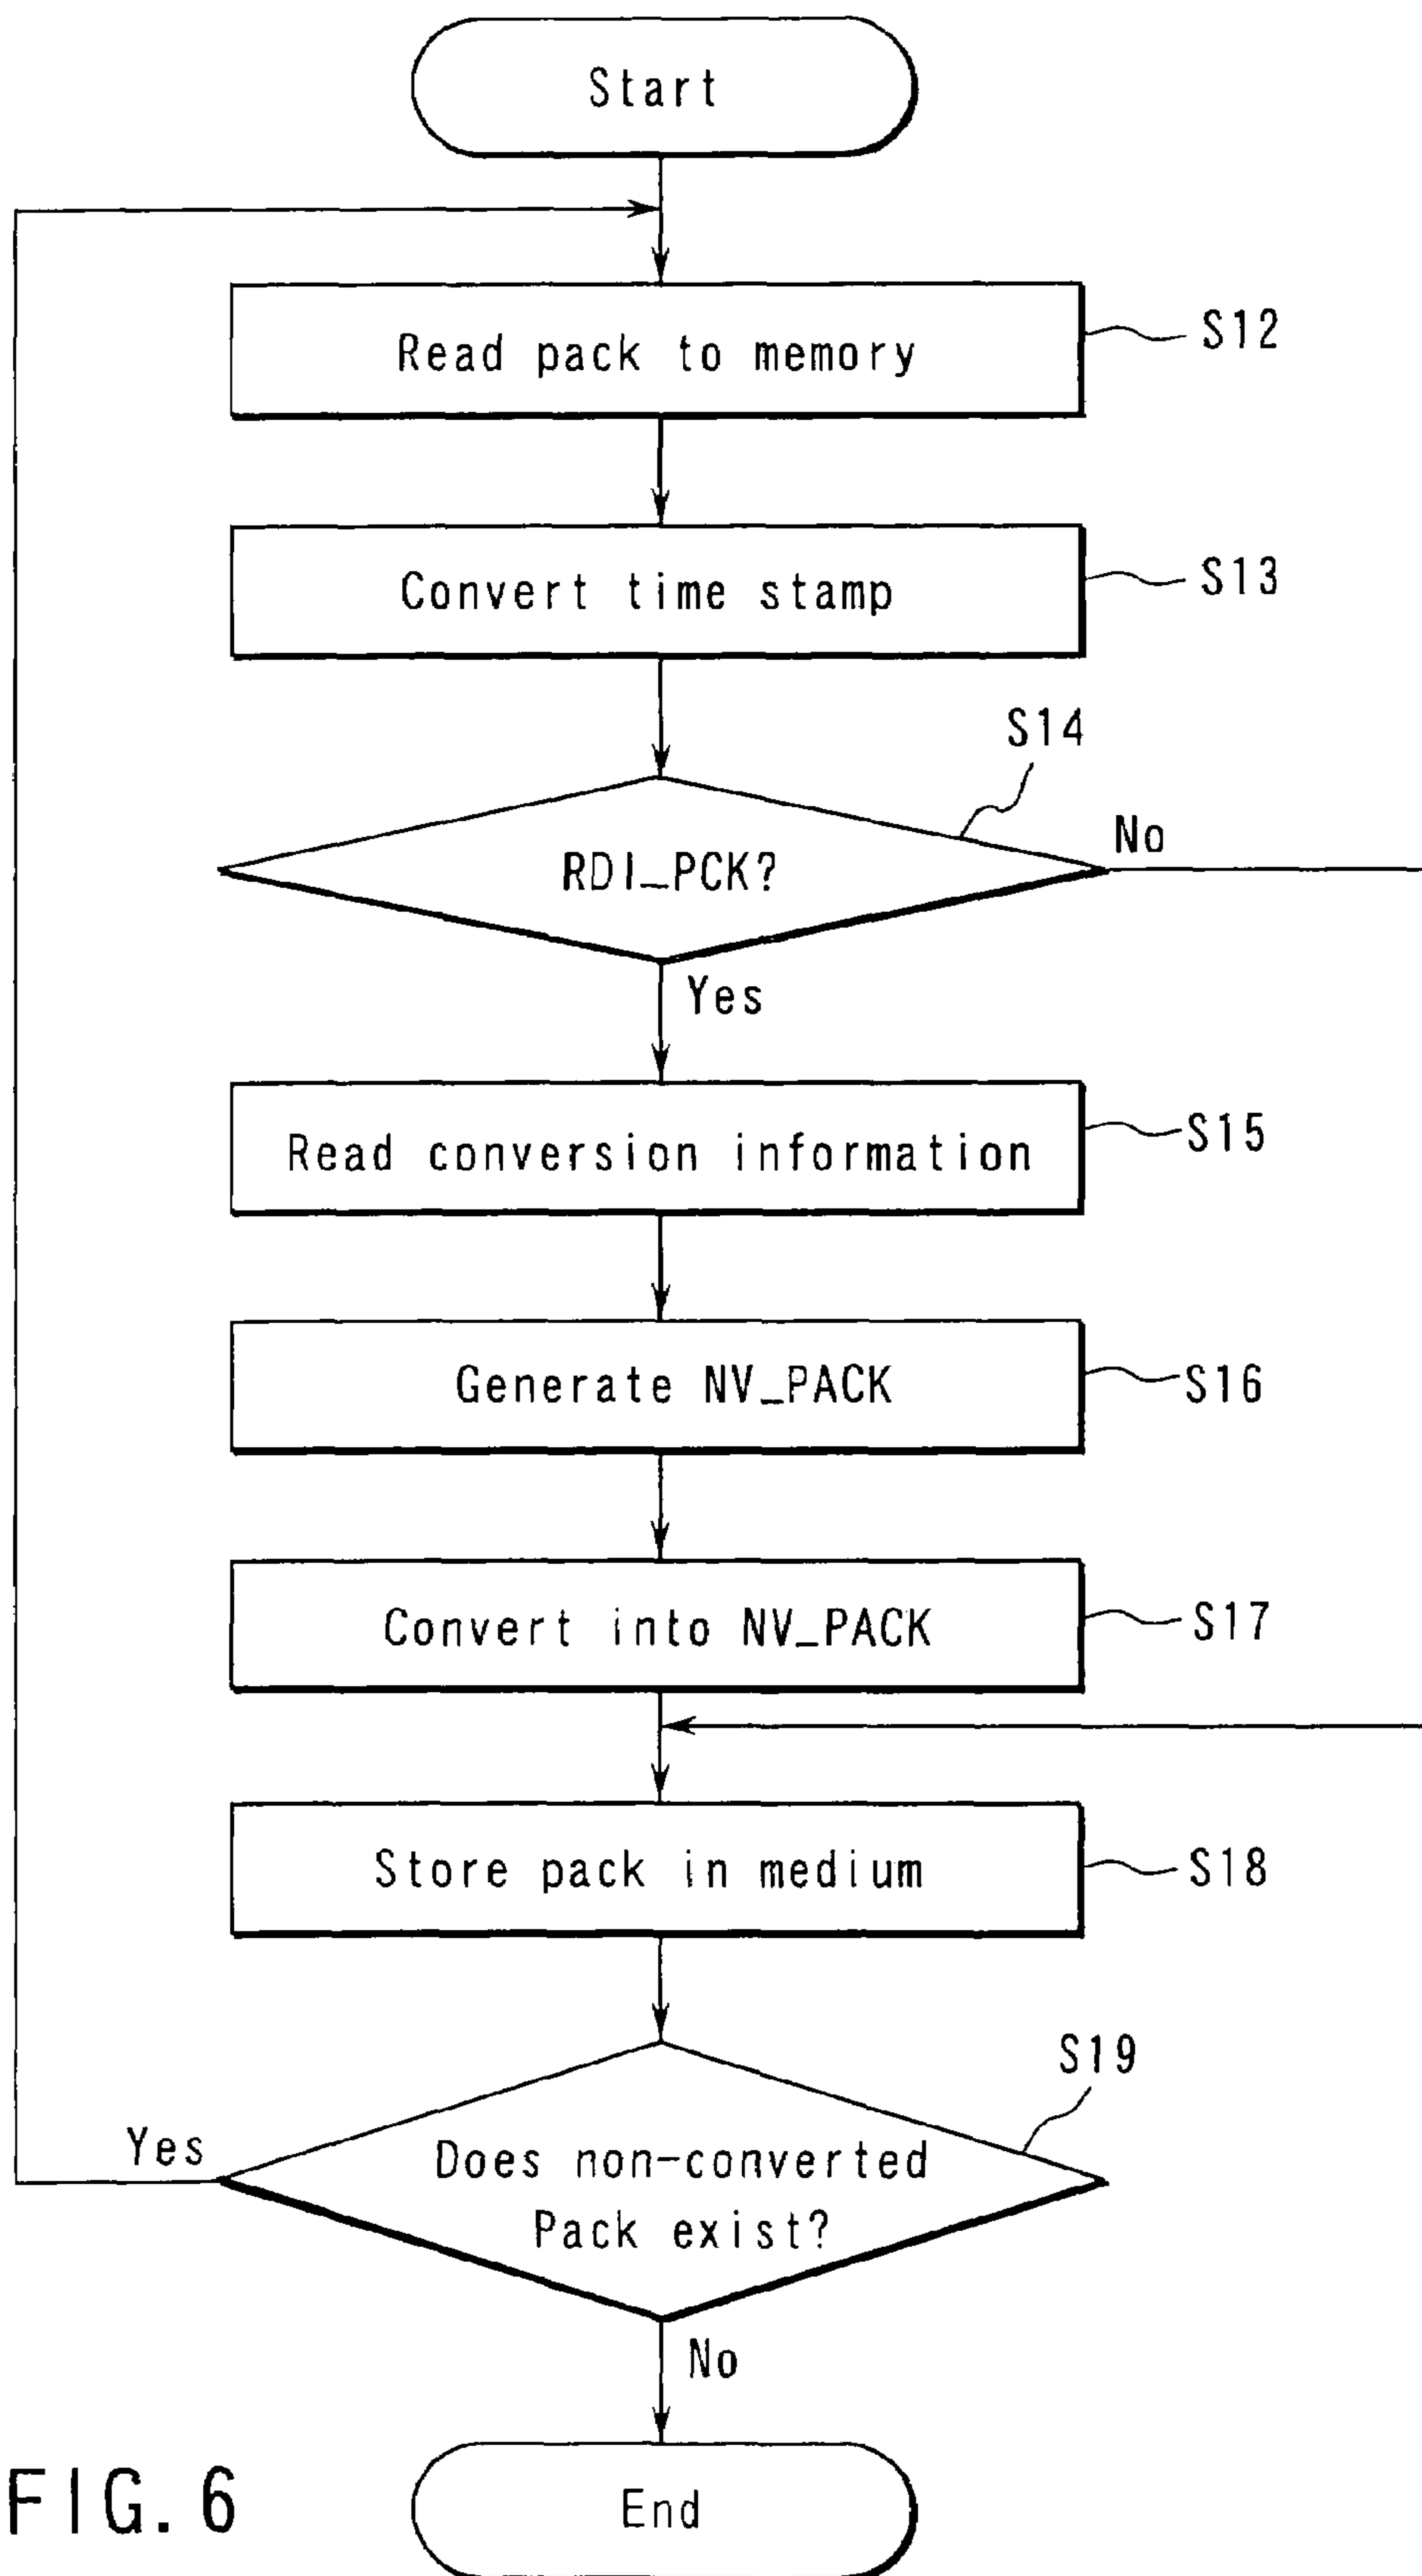 Start
Read pack to memory
S12
Convert time stamp
S13
S14
RDI_PCK?
No
Yes
Read conversion information
S15
Generate NV_PACK
S16
Convert into NV_PACK
S17
Store pack in medium
S18
S19
Yes
Does non-converted
Pack exist?
No
End
FIG. 6